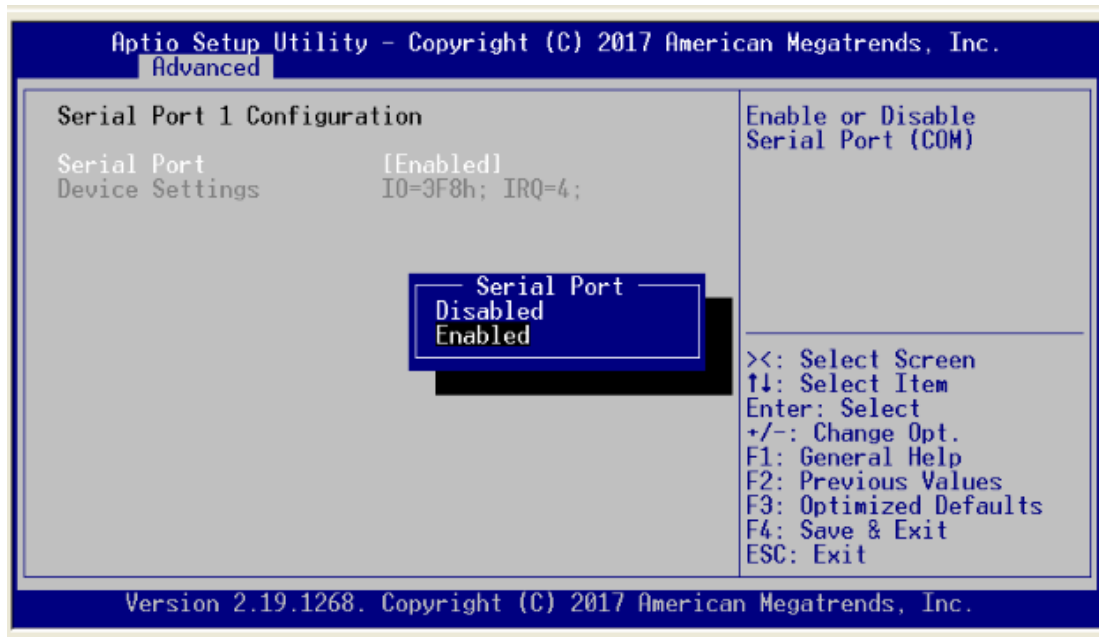 Aptio Setup Utility – Copyright (C) 2017 American Megatrends, Inc.
Advanced
Serial Port 1 Configuration
Serial Port [Enabled]
Device Settings IO=3F8h; IRQ=4;
Serial Port
Disabled
Enabled
Enable or Disable
Serial Port (COM)
><: Select Screen
↑↓: Select Item
Enter: Select
+/-: Change Opt.
F1: General Help
F2: Previous Values
F3: Optimized Defaults
F4: Save & Exit
ESC: Exit
Version 2.19.1268. Copyright (C) 2017 American Megatrends, Inc.